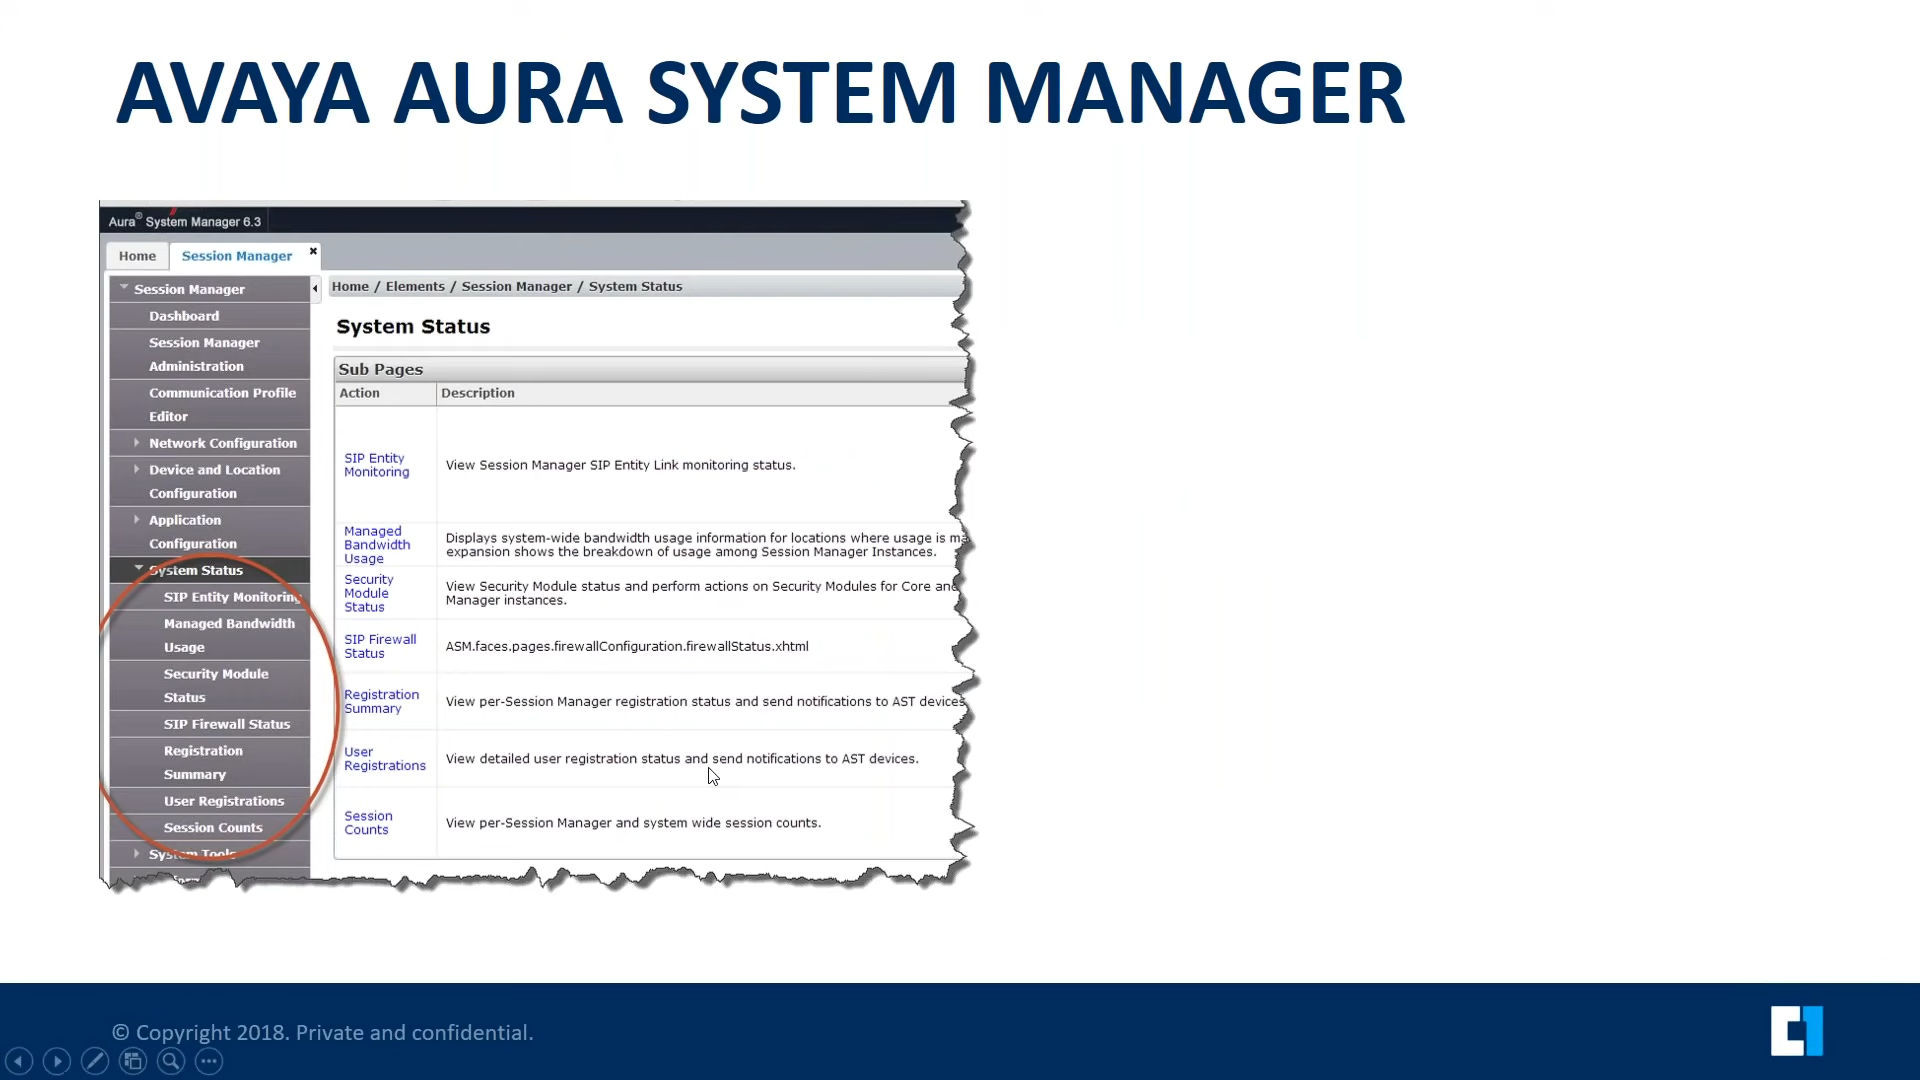 AVAYA AURA SYSTEM MANAGER
Aura® System Manager 6.3
Home
Session Manager
Session Manager
Dashboard
Session Manager
Administration
Communication Profile
Editor
Network Configuration
Device and Location
Configuration
Application
Configuration
System Status
SIP Entity Monitoring
Managed Bandwidth
Usage
Security Module
Status
SIP Firewall Status
Registration
Summary
User Registrations
Session Counts
System Tools
Home / Elements / Session Manager / System Status
System Status
Sub Pages
Action Description
SIP Entity
Monitoring
View Session Manager SIP Entity Link monitoring status.
Managed
Bandwidth
Usage
Displays system-wide bandwidth usage information for locations where usage is
expansion shows the breakdown of usage among Session Manager Instances.
Security
Module
Status
View Security Module status and perform actions on Security Modules for Core and
Manager instances.
SIP Firewall
Status
ASM.faces.pages.firewallConfiguration.firewallStatus.xhtml
Registration
Summary
View per-Session Manager registration status and send notifications to AST devices
User
Registrations
View detailed user registration status and send notifications to AST devices.
Session
Counts
View per-Session Manager and system wide session counts.
© Copyright 2018. Private and confidential.